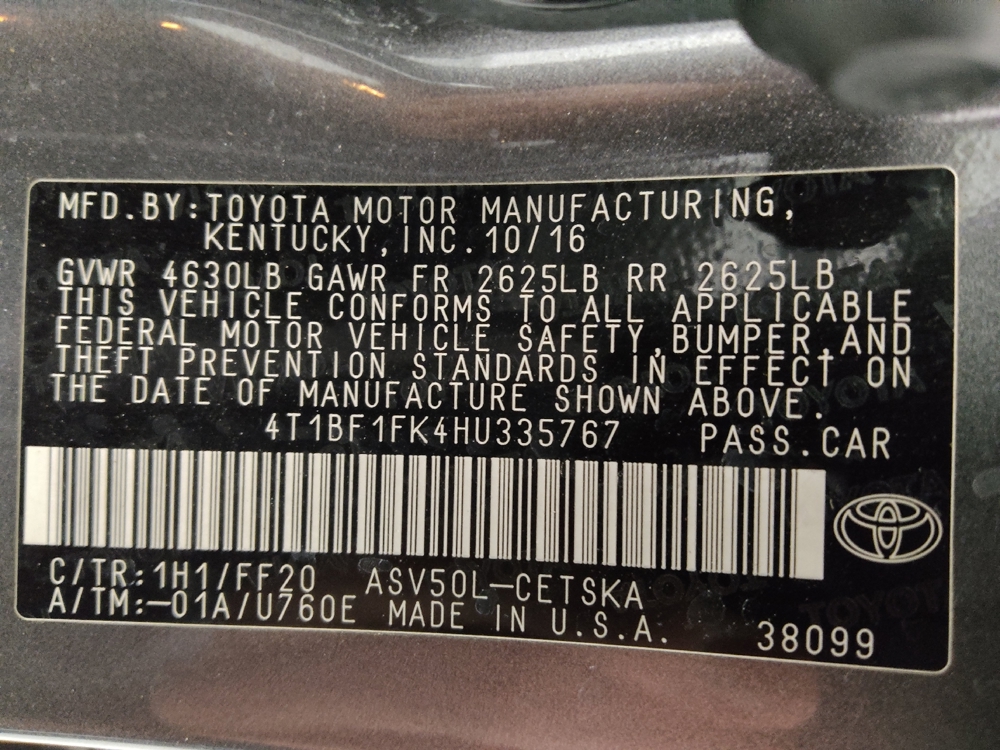 MFD.BY:TOYOTA MOTOR MANUFACTURING,
KENTUCKY,INC.10/16
GVWR 4630LB GAWR FR 2625LB RR 2625LB
THIS VEHICLE CONFORMS TO ALL APPLICABLE
FEDERAL MOTOR VEHICLE SAFETY,BUMPER,AND
THEFT PREVENTION STANDARDS IN EFFECT ON
THE DATE OF MANUFACTURE SHOWN ABOVE.
4T1BF1FK4HU335767 PASS.CAR
C/TR:1H1/FF20 ASV50L-CETSKA
A/TM:-01A/U760E MADE IN U.S.A.
38099